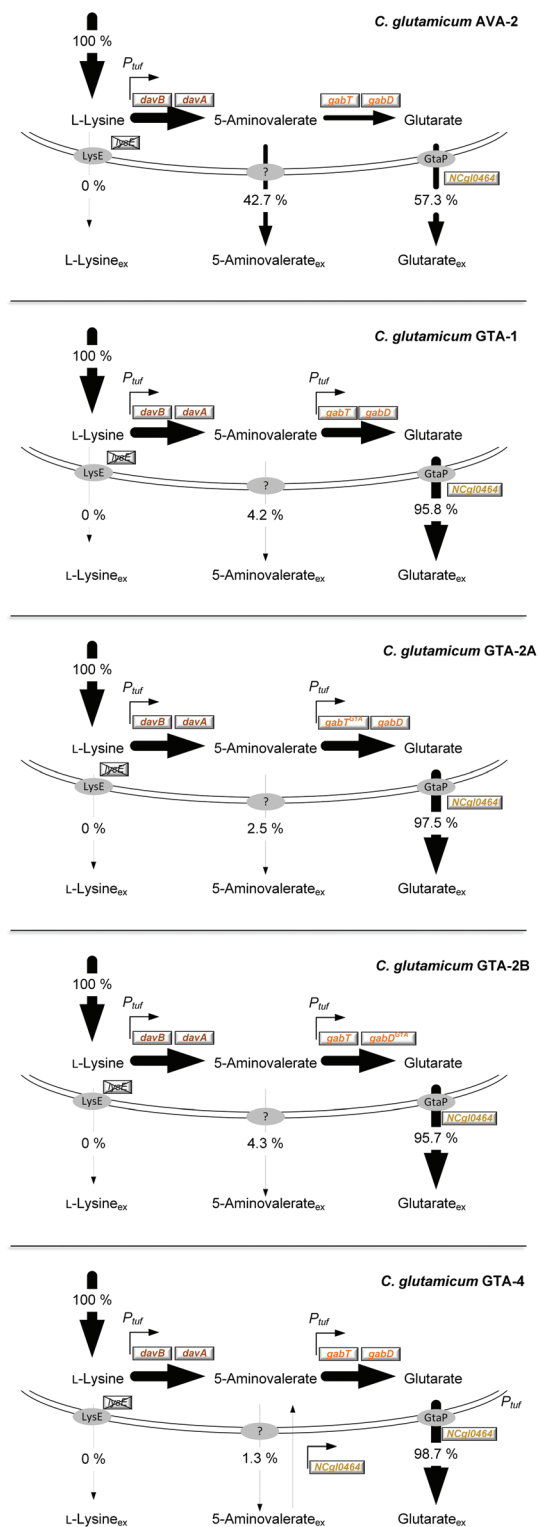 C. glutamicum AVA-2
100 %
Ptuf
davB davA gabT gabD
L-Lysine 5-Aminovalerate Glutarate
lysE
LysE ? GtaP
NCgl0464
0 % 42.7 % 57.3 %
L-Lysineex 5-Aminovalerateex Glutarateex
C. glutamicum GTA-1
100 %
Ptuf Ptuf
davB davA gabT gabD
L-Lysine 5-Aminovalerate Glutarate
lysE
LysE ? GtaP
NCgl0464
0 % 4.2 % 95.8 %
L-Lysineex 5-Aminovalerateex Glutarateex
C. glutamicum GTA-2A
100 %
Ptuf Ptuf
davB davA gabTGTA gabD
L-Lysine 5-Aminovalerate Glutarate
lysE
LysE ? GtaP
NCgl0464
0 % 2.5 % 97.5 %
L-Lysineex 5-Aminovalerateex Glutarateex
C. glutamicum GTA-2B
100 %
Ptuf Ptuf
davB davA gabT gabDGTA
L-Lysine 5-Aminovalerate Glutarate
lysE
LysE ? GtaP
NCgl0464
0 % 4.3 % 95.7 %
L-Lysineex 5-Aminovalerateex Glutarateex
C. glutamicum GTA-4
100 %
Ptuf Ptuf
davB davA gabT gabD
L-Lysine 5-Aminovalerate Glutarate
lysE Ptuf
LysE ? GtaP
NCgl0464
0 % 1.3 % 98.7 %
NCgl0464
L-Lysineex 5-Aminovalerateex Glutarateex